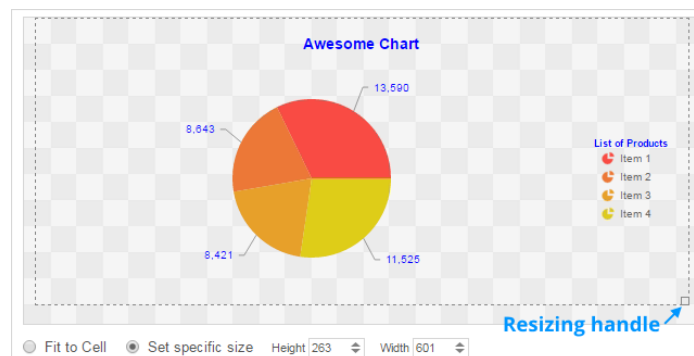 Awesome Chart
13,590
8,643
List of Products
Item 1
Item 2
Item 3
Item 4
8,421
11,525
Resizing handle
Fit to Cell Set specific size Height 263 Width 601